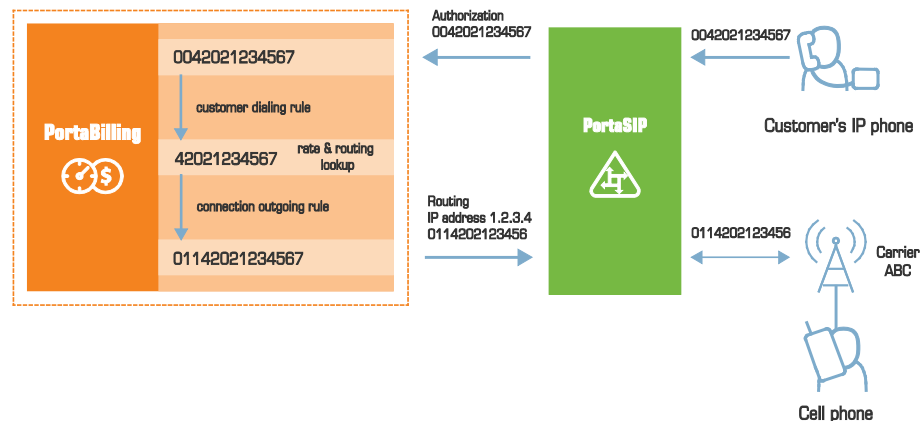 Authorization
0042021234567
0042021234567
0042021234567
customer dialing rule
PortaBilling
$
PortaSIP
Customer's IP phone
42021234567
rate & routing
lookup
connection outgoing rule
Routing
IP address 1.2.3.4
0114202123456
01142021234567
0114202123456
Carrier
ABC
Cell phone